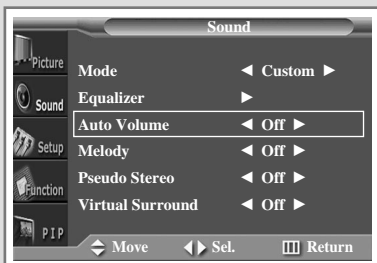 Sound
Picture
Sound
Setup
Function
PIP
Mode ◄ Custom ►
Equalizer ►
Auto Volume ◄ Off ►
Melody ◄ Off ►
Pseudo Stereo ◄ Off ►
Virtual Surround ◄ Off ►
Move Sel. Return